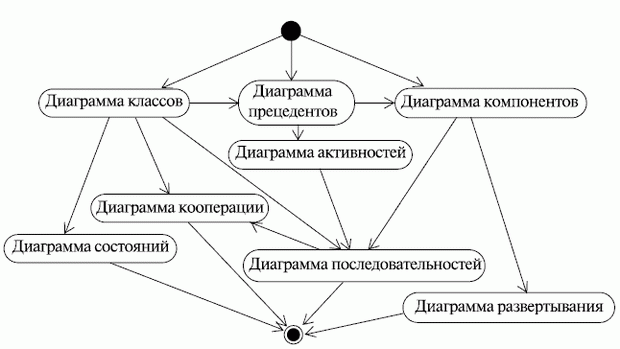 Диаграмма классов
Диаграмма
прецедентов
Диаграмма компонентов
Диаграмма активностей
Диаграмма кооперации
Диаграмма состояний
Диаграмма последовательностей
Диаграмма развертывания